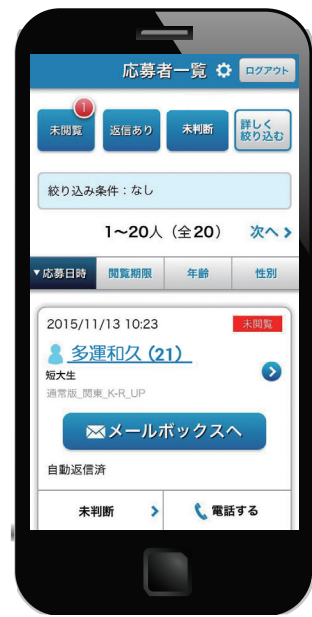 応募者一覧
ログアウト
1
未閲覧
返信あり
未判断
詳しく
絞り込む
絞り込み条件：なし
1〜20人（全20）
次へ
▼応募日時
閲覧期限
年齢
性別
2015/11/13 10:23
未閲覧
多運和久 (21)
短大生
通常版_関東_K-R_UP
メールボックスへ
自動返信済
未判断
電話する